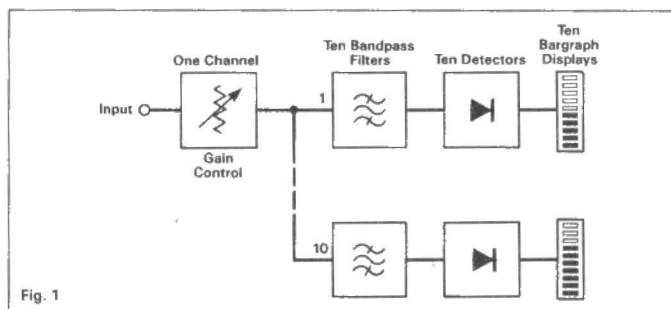 One Channel
Ten Bandpass
Filters
Ten Detectors
Ten
Bargraph
Displays
Input
1
Gain
Control
10
Fig. 1